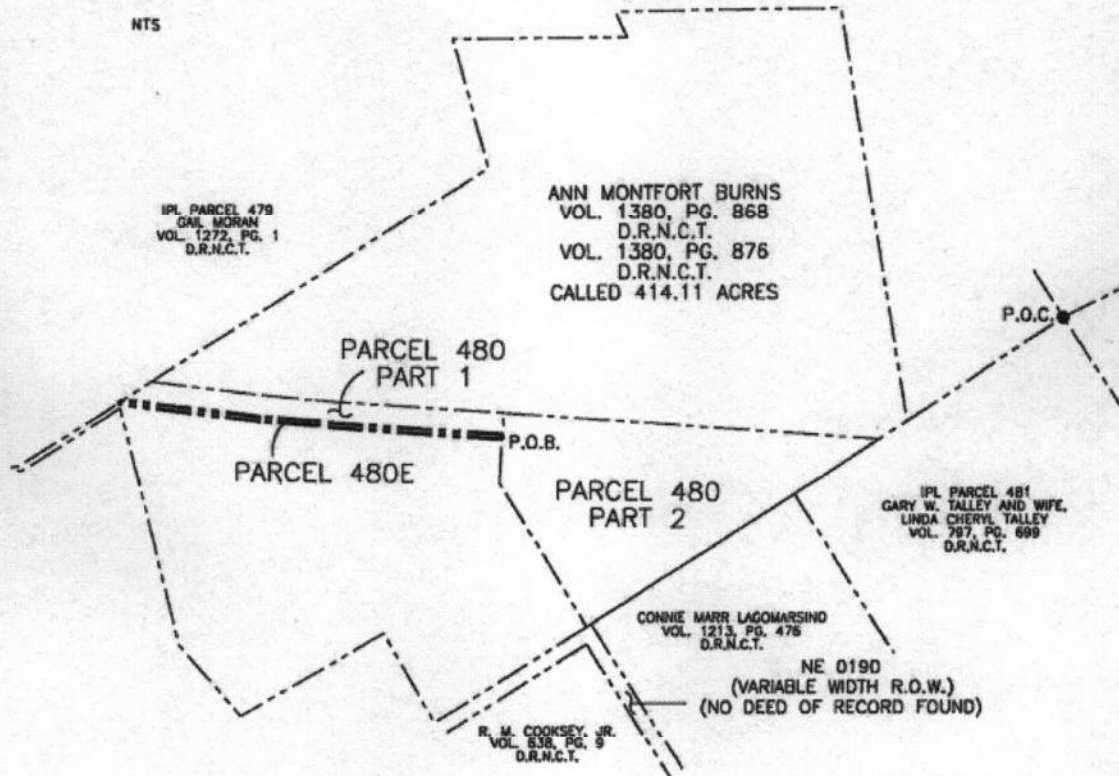 NTS
ANN MONTFORT BURNS
VOL. 1380, PG. 868
D.R.N.C.T.
VOL. 1380, PG. 876
D.R.N.C.T.
CALLED 414.11 ACRES
IPL PARCEL 479
GAIL MORAN
VOL. 1272, PG. 1
D.R.N.C.T.
P.O.C.
PARCEL 480
PART 1
P.O.B.
PARCEL 480E
PARCEL 480
PART 2
IPL PARCEL 481
GARY W. TALLEY AND WIFE,
LINDA CHERYL TALLEY
VOL. 797, PG. 699
D.R.N.C.T.
CONNIE MARR LAGOMARSINO
VOL. 1213, PG. 476
D.R.N.C.T.
NE 0190
(VARIABLE WIDTH R.O.W.)
(NO DEED OF RECORD FOUND)
R. M. COOKSEY, JR.
VOL. 638, PG. 9
D.R.N.C.T.